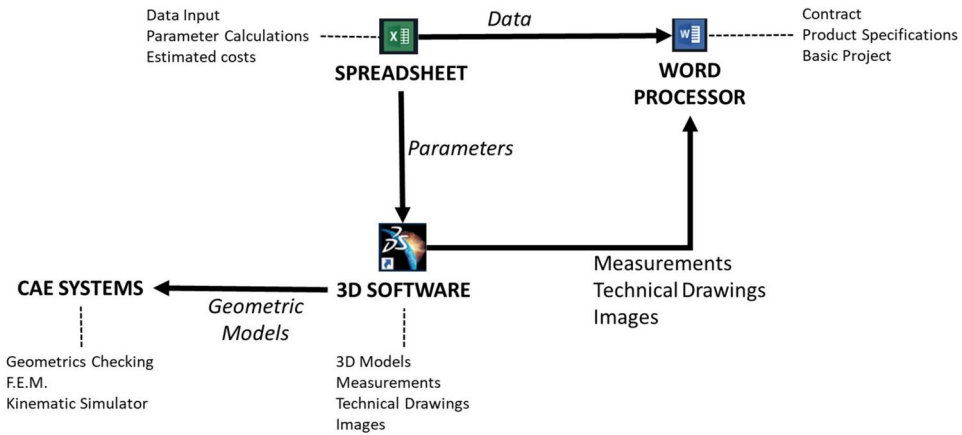 Data Input
Parameter Calculations
Estimated costs
Data
Contract
Product Specifications
Basic Project
SPREADSHEET
WORD
PROCESSOR
Parameters
Measurements
Technical Drawings
Images
CAE SYSTEMS
Geometric
Models
3D SOFTWARE
Geometrics Checking
F.E.M.
Kinematic Simulator
3D Models
Measurements
Technical Drawings
Images